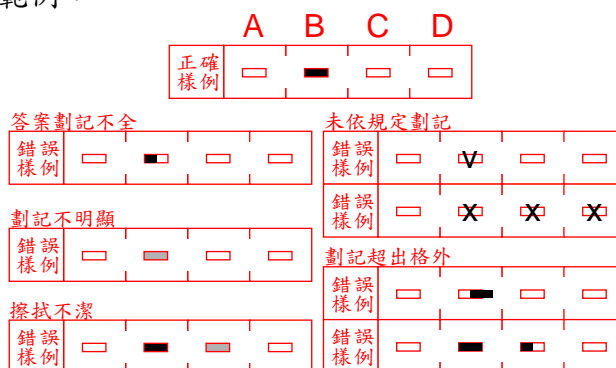 範例：
A B C D
正確
樣例
答案劃記不全
錯誤
樣例
劃記不明顯
錯誤
樣例
擦拭不潔
錯誤
樣例
未依規定劃記
錯誤
樣例
V
錯誤
樣例
X X X
劃記超出格外
錯誤
樣例
錯誤
樣例